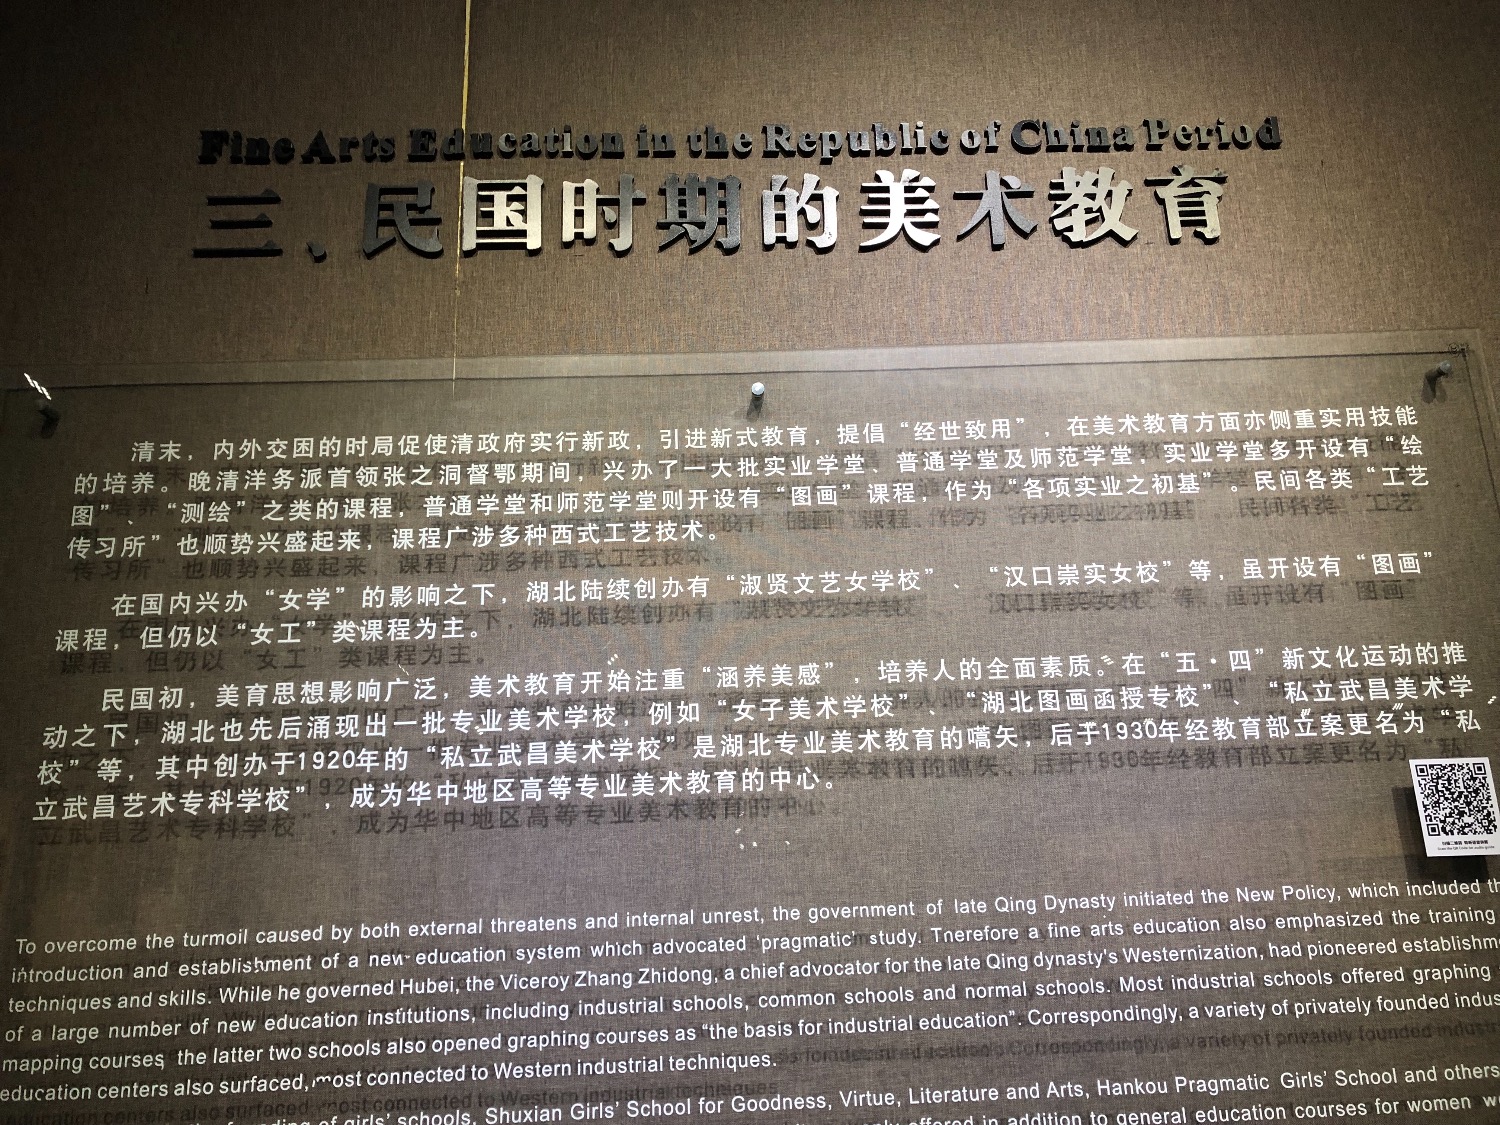 Fine Arts Education in the Republic of China Period
三、民国时期的美术教育
清末，内外交困的时局促使清政府实行新政，引进新式教育，提倡“经世致用”，在美术教育方面亦侧重实用技能
的培养。晚清洋务派首领张之洞督鄂期间，兴办了一大批实业学堂、普通学堂及师范学堂，实业学堂多开设有“绘
图”、“测绘”之类的课程，普通学堂和师范学堂则开设有“图画”课程，作为“各项实业之初基”。民间各类“工艺
传习所”也顺势兴盛起来，课程广涉多种西式工艺技术。
在国内兴办“女学”的影响之下，湖北陆续创办有“淑贤文艺女学校”、“汉口崇实女校”等，虽开设有“图画”
课程，但仍以“女工”类课程为主。
民国初，美育思想影响广泛，美术教育开始注重“涵养美感”，培养人的全面素质。在“五·四”新文化运动的推
动之下，湖北也先后涌现出一批专业美术学校，例如“女子美术学校”、“湖北图画函授专校”、“私立武昌美术学
校”等，其中创办于1920年的“私立武昌美术学校”是湖北专业美术教育的嚆矢，后于1930年经教育部立案更名为“私
立武昌艺术专科学校”，成为华中地区高等专业美术教育的中心。
To overcome the turmoil caused by both external threatens and internal unrest, the government of late Qing Dynasty initiated the New Policy, which included
introduction and establishment of a new education system which advocated 'pragmatic' study. Tnerefore a fine arts education also emphasized the training
techniques and skills. While he governed Hubei, the Viceroy Zhang Zhidong, a chief advocator for the late Qing dynasty's Westernization, had pioneered
of a large number of new education institutions, including industrial schools, common schools and normal schools. Most industrial schools offered graphing
mapping courses, the latter two schools also opened graphing courses as "the basis for industrial education". Correspondingly, a variety of privately founded
education centers also surfaced, most connected to Western industrial techniques.
of girls' schools, Shuxian Girls' School for Goodness, Virtue, Literature and Arts, Hankou Pragmatic Girls' School and others
offered in addition to general education courses for women